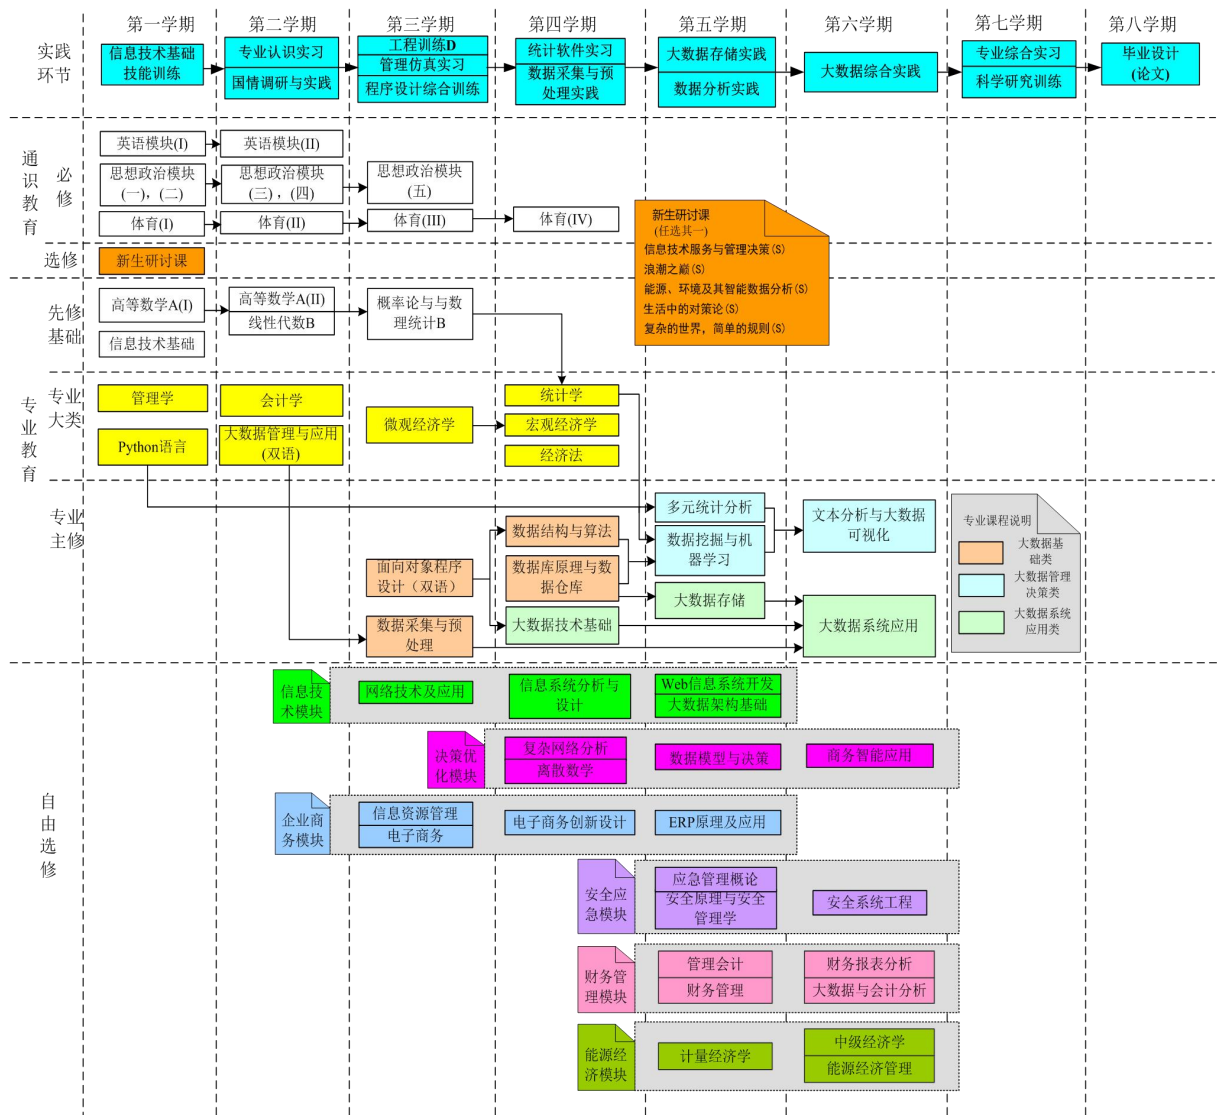 第一学期
第二学期
第三学期
第四学期
第五学期
第六学期
第七学期
第八学期
实践
环节
信息技术基础
技能训练
专业认识实习
国情调研与实践
工程训练D
管理仿真实习
程序设计综合训练
统计软件实习
数据采集与预
处理实践
大数据存储实践
数据分析实践
大数据综合实践
专业综合实习
科学研究训练
毕业设计
(论文)
通识教育
必修
英语模块(I)
英语模块(II)
思想政治模块
(一)，(二)
思想政治模块
(三)，(四)
思想政治模块
(五)
体育(I)
体育(II)
体育(III)
体育(IV)
选修
新生研讨课
新生研讨课
(任选其一)
信息技术服务与管理决策(S)
浪潮之巅(S)
能源、环境及其智能数据分析(S)
生活中的对策论(S)
复杂的世界，简单的规则(S)
先修
基础
高等数学A(I)
高等数学A(II)
线性代数B
概率论与与数
理统计B
信息技术基础
专业教育
专业
大类
管理学
会计学
微观经济学
统计学
宏观经济学
经济法
Python语言
大数据管理与应用
(双语)
专业
主修
多元统计分析
数据挖掘与机
器学习
文本分析与大数据
可视化
数据结构与算法
面向对象程序
设计（双语）
数据库原理与数
据仓库
大数据存储
大数据技术基础
数据采集与预
处理
大数据系统应用
专业课程说明
大数据基
础类
大数据管理
决策类
大数据系统
应用类
自由选修
信息技
术模块
网络技术及应用
信息系统分析与
设计
Web信息系统开发
大数据架构基础
决策优
化模块
复杂网络分析
离散数学
数据模型与决策
商务智能应用
企业商
务模块
信息资源管理
电子商务
电子商务创新设计
ERP原理及应用
安全应
急模块
应急管理概论
安全原理与安全
管理学
安全系统工程
财务管
理模块
管理会计
财务管理
财务报表分析
大数据与会计分析
能源经
济模块
计量经济学
中级经济学
能源经济管理